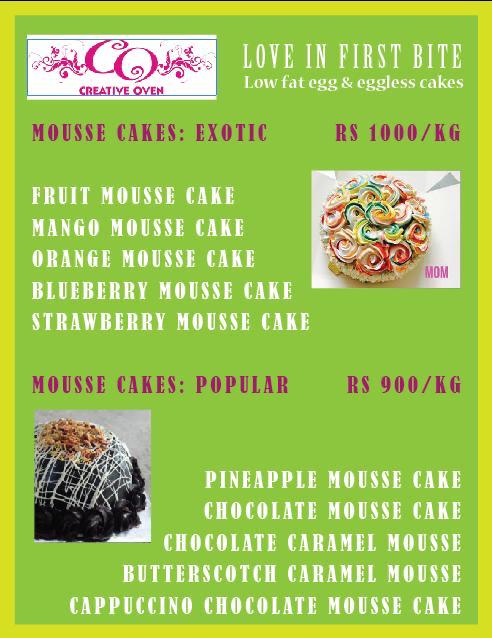 CO
CREATIVE OVEN
LOVE IN FIRST BITE
Low fat egg & eggless cakes
MOUSSE CAKES: EXOTIC RS 1000/KG
FRUIT MOUSSE CAKE
MANGO MOUSSE CAKE
ORANGE MOUSSE CAKE
BLUEBERRY MOUSSE CAKE
STRAWBERRY MOUSSE CAKE
MOM
MOUSSE CAKES: POPULAR RS 900/KG
PINEAPPLE MOUSSE CAKE
CHOCOLATE MOUSSE CAKE
CHOCOLATE CARAMEL MOUSSE
BUTTERSCOTCH CARAMEL MOUSSE
CAPPUCCINO CHOCOLATE MOUSSE CAKE